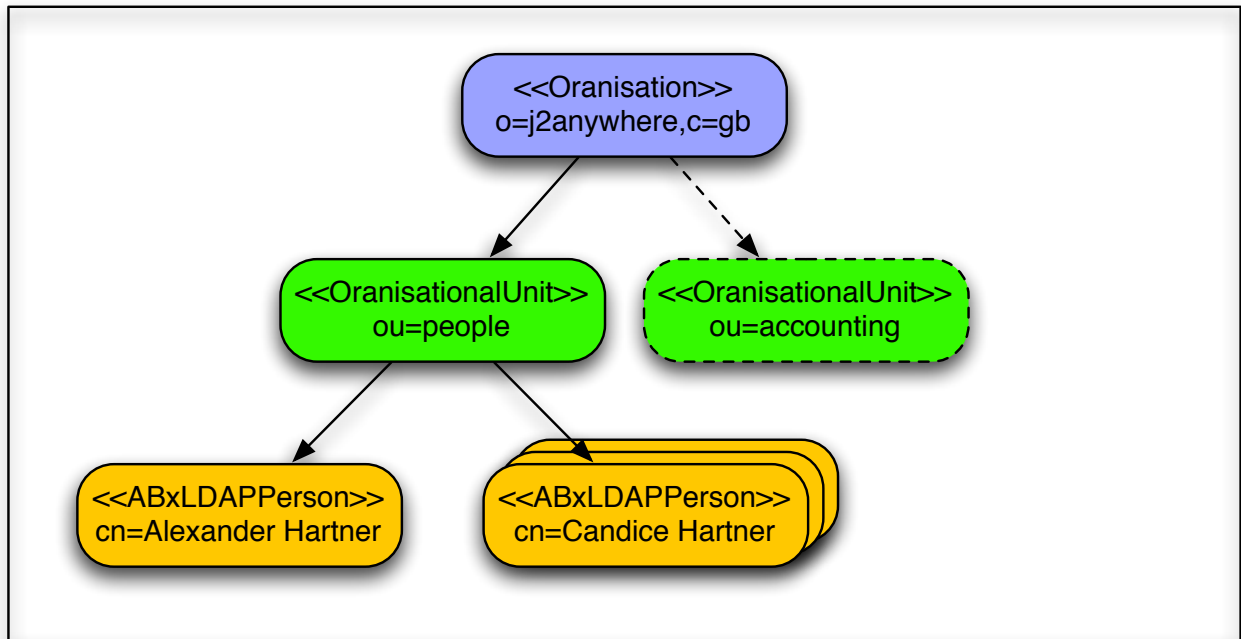 <<Oranisation>>
o=j2anywhere,c=gb
<<OranisationalUnit>>
ou=people
<<OranisationalUnit>>
ou=accounting
<<ABxLDAPPerson>>
cn=Alexander Hartner
<<ABxLDAPPerson>>
cn=Candice Hartner